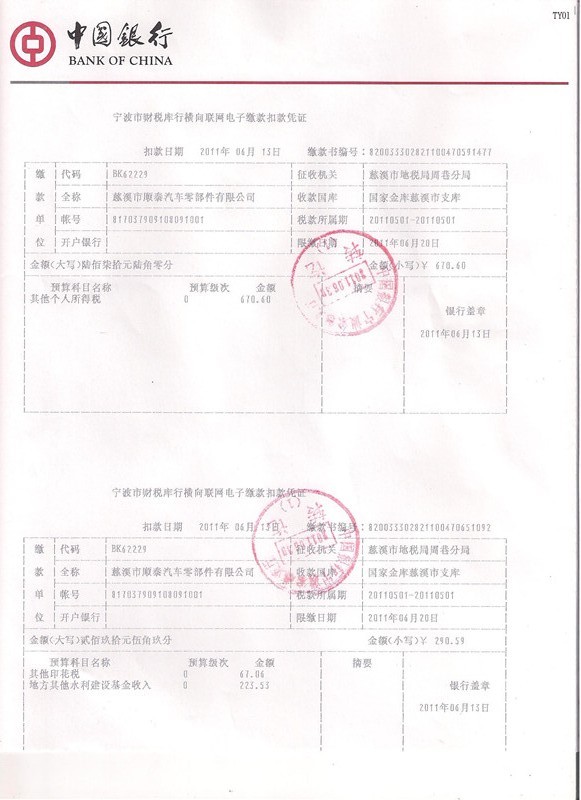 TY01
中國銀行
BANK OF CHINA
宁波市财税库行横向联网电子缴款扣款凭证
扣款日期 2011年 06月 13日 缴款书编号:820033302821100470591477
缴 代码 BK62229 征收机关 慈溪市地税局周巷分局
款 全称 慈溪市顺泰汽车零部件有限公司 收款国库 国家金库慈溪市支库
单 帐号 817037909108091001 税款所属期 20110501-20110501
位 开户银行 限缴日期 2011年06月20日
金额(大写)陆佰柒拾元陆角零分 金额(小写)¥ 670.60
预算科目名称 预算级次 金额 摘要
其他个人所得税 0 670.60
银行盖章
2011年06月13日
宁波市财税库行横向联网电子缴款扣款凭证
扣款日期 2011年 06月 13日 缴款书编号:820033302821100470651092
缴 代码 BK62229 征收机关 慈溪市地税局周巷分局
款 全称 慈溪市顺泰汽车零部件有限公司 收款国库 国家金库慈溪市支库
单 帐号 817037909108091001 税款所属期 20110501-20110501
位 开户银行 限缴日期 2011年06月20日
金额(大写)贰佰玖拾元伍角玖分 金额(小写)¥ 290.59
预算科目名称 预算级次 金额 摘要
其他印花税 0 67.06
地方其他水利建设基金收入 0 223.53
银行盖章
2011年06月13日